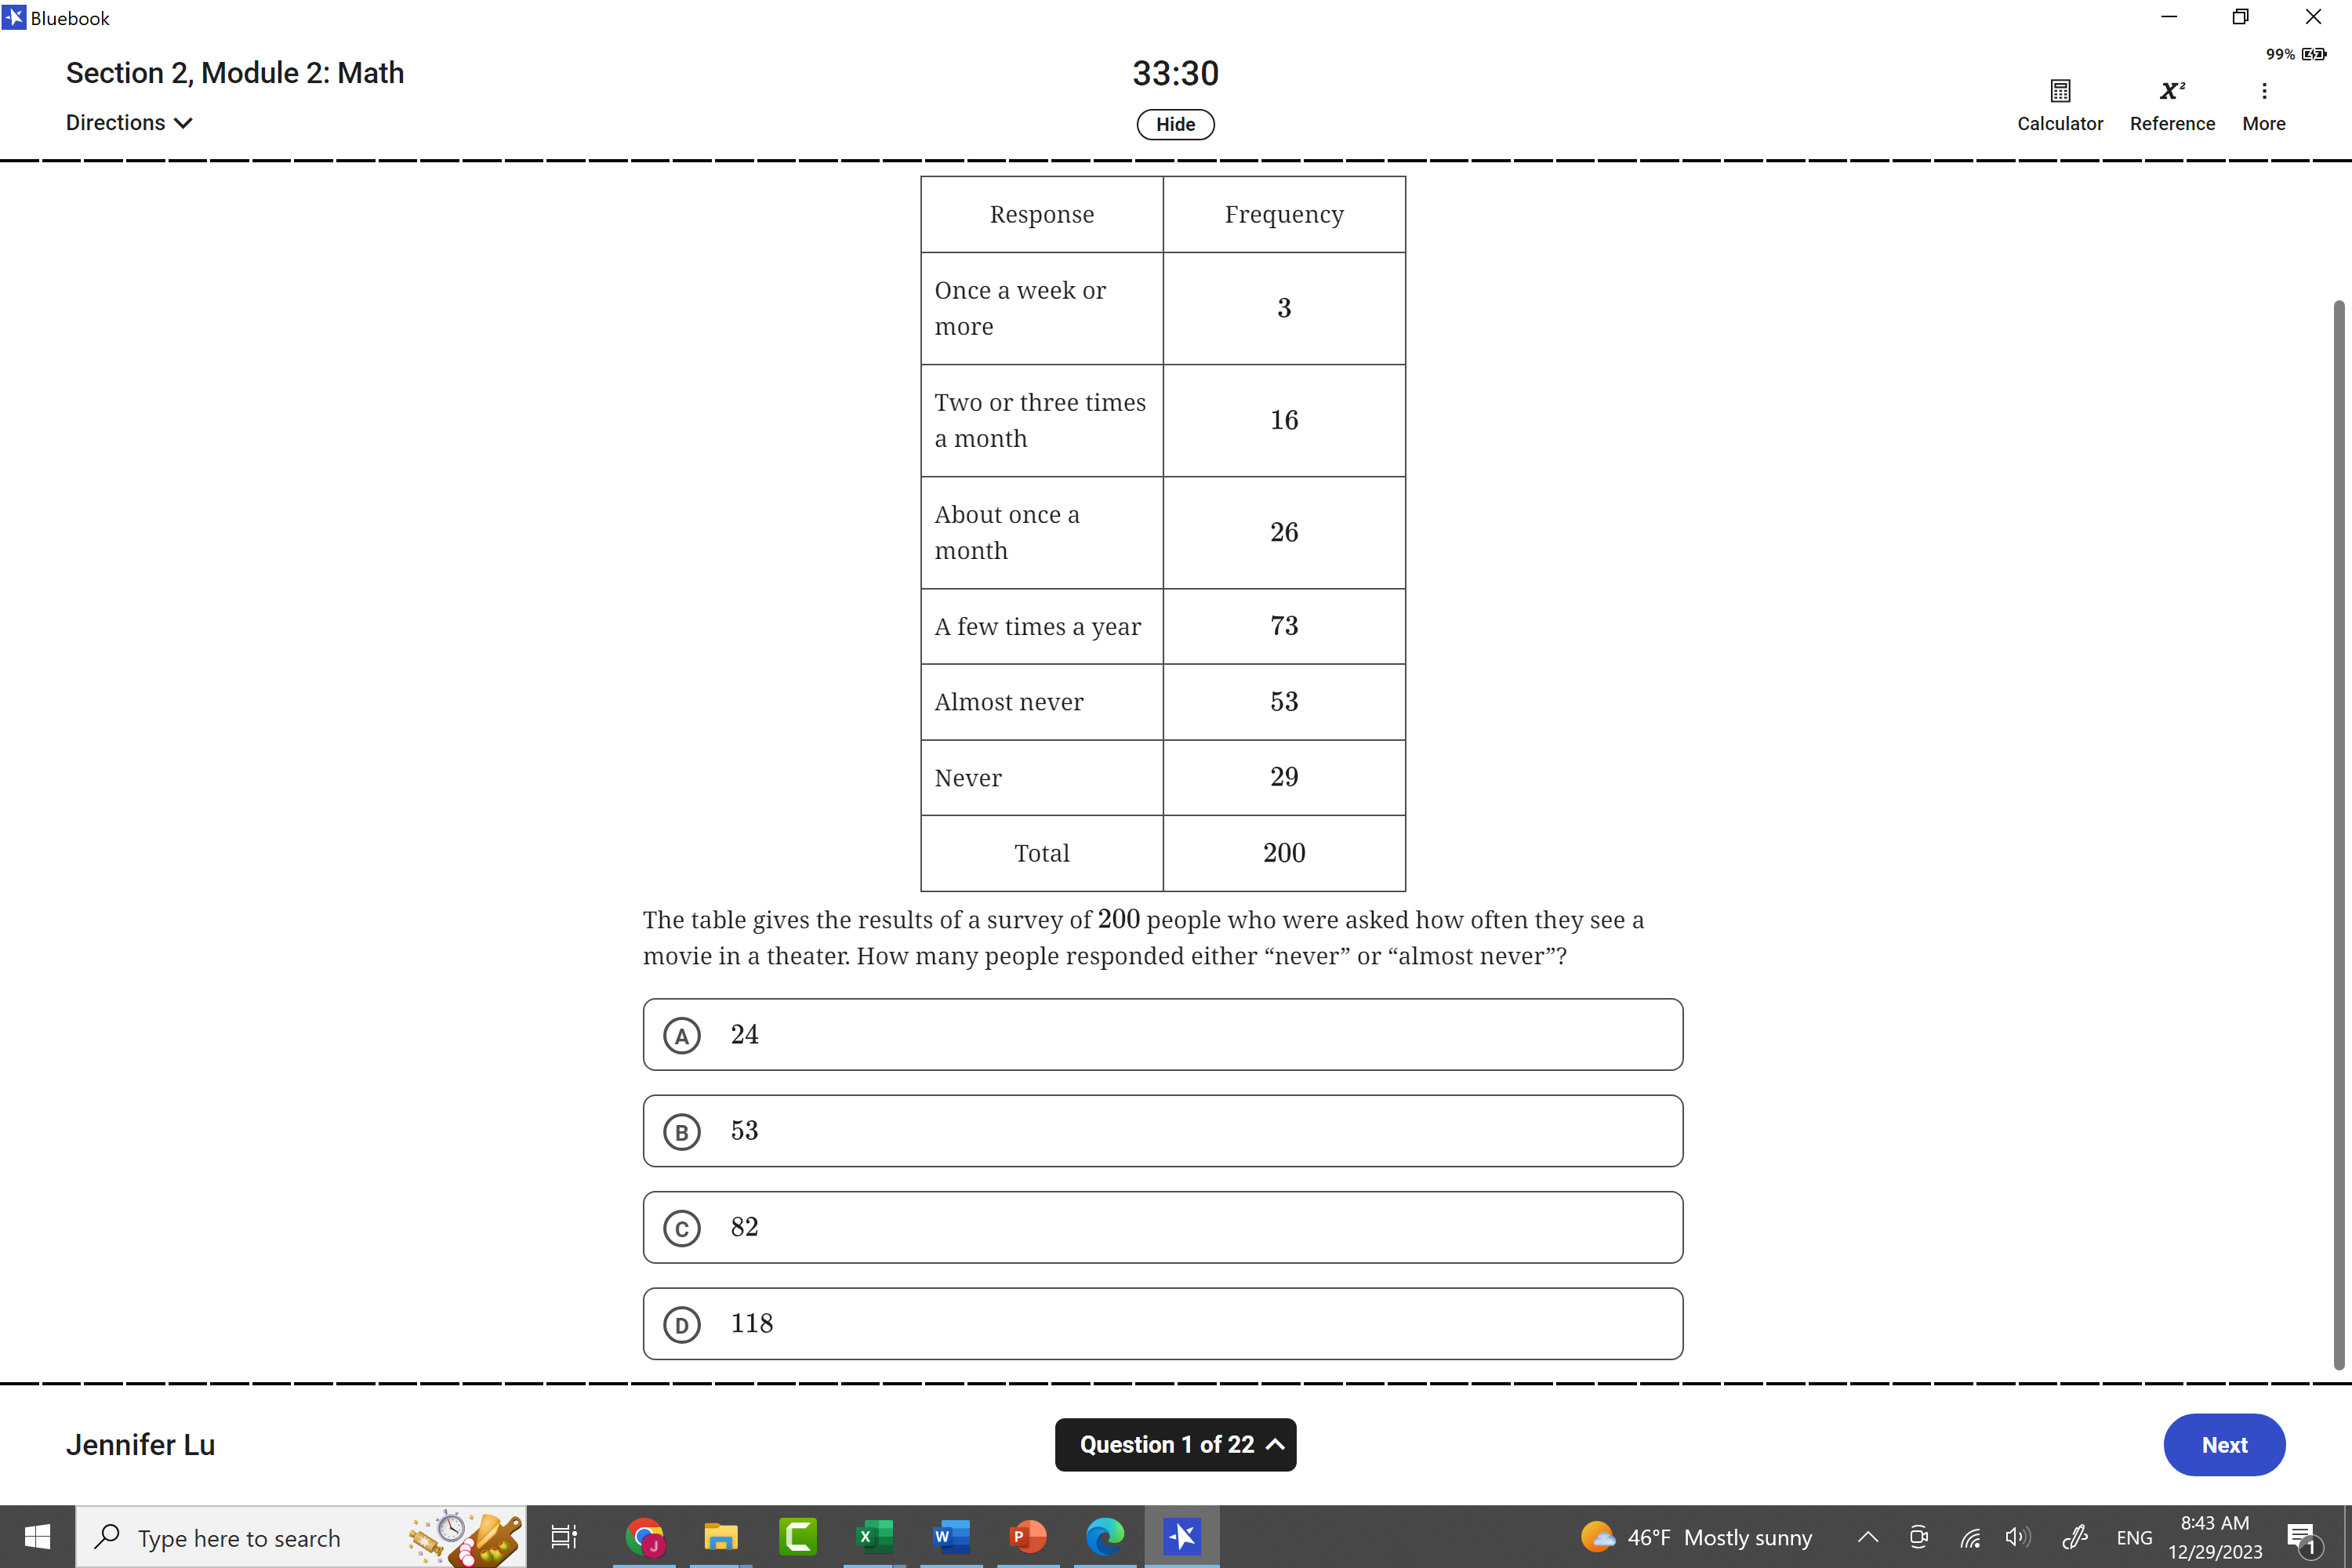 Bluebook
99%
Section 2, Module 2: Math
33:30
x²
Directions
Hide
Calculator Reference More
Response Frequency
Once a week or
more
3
Two or three times
a month
16
About once a
month
26
A few times a year 73
Almost never 53
Never 29
Total 200
The table gives the results of a survey of 200 people who were asked how often they see a
movie in a theater. How many people responded either “never” or “almost never”?
A 24
B 53
C 82
D 118
Jennifer Lu
Question 1 of 22
Next
Type here to search
J
X
W
P
46°F Mostly sunny
ENG
8:43 AM
12/29/2023
1